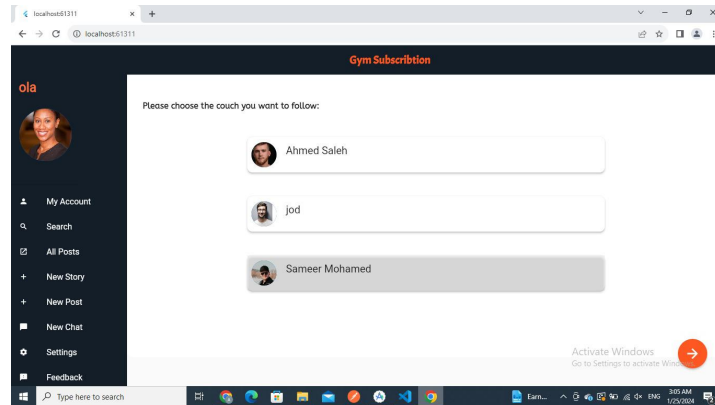 localhost:61311
localhost:61311
Gym Subscribtion
ola
Please choose the couch you want to follow:
Ahmed Saleh
jod
Sameer Mohamed
My Account
Search
All Posts
New Story
New Post
New Chat
Settings
Feedback
Activate Windows
Go to Settings to activate
Type here to search
Earn...
ENG
3:05 AM
1/25/2024